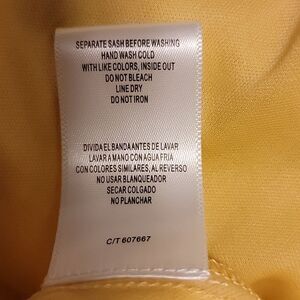 SEPARATE SASH BEFORE WASHING
HAND WASH COLD
WITH LIKE COLORS, INSIDE OUT
DO NOT BLEACH
LINE DRY
DO NOT IRON
DIVIDA EL BANDA ANTES DE LAVAR
LAVAR A MANO CON AGUA FRIA
CON COLORES SIMILARES, AL REVERSO
NO USAR BLANQUEADOR
SECAR COLGADO
NO PLANCHAR
C/T 607667